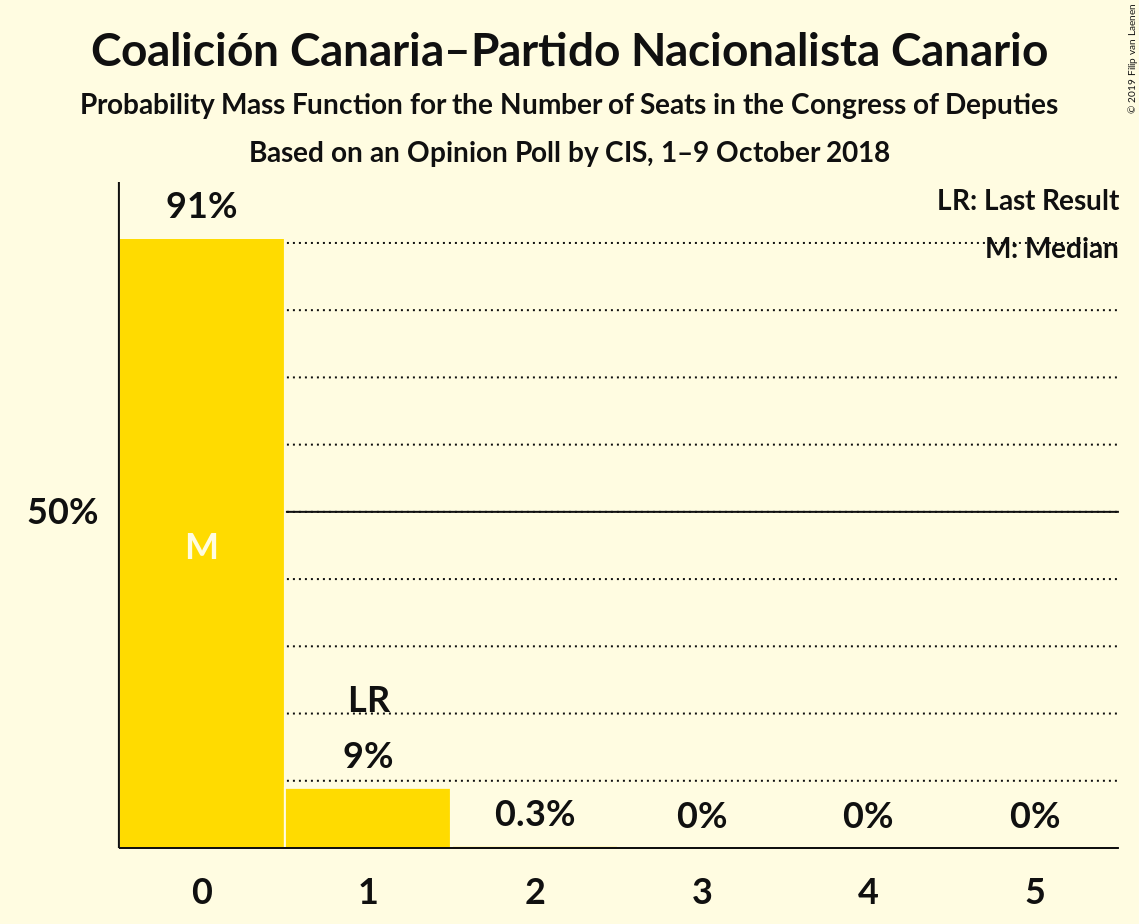 Coalición Canaria–Partido Nacionalista Canario
Probability Mass Function for the Number of Seats in the Congress of Deputies
Based on an Opinion Poll by CIS, 1–9 October 2018
© 2019 Filip van Laenen
LR: Last Result
M: Median
91%
50%
M
LR
9%
0.3%
0%
0%
0%
0
1
2
3
4
5